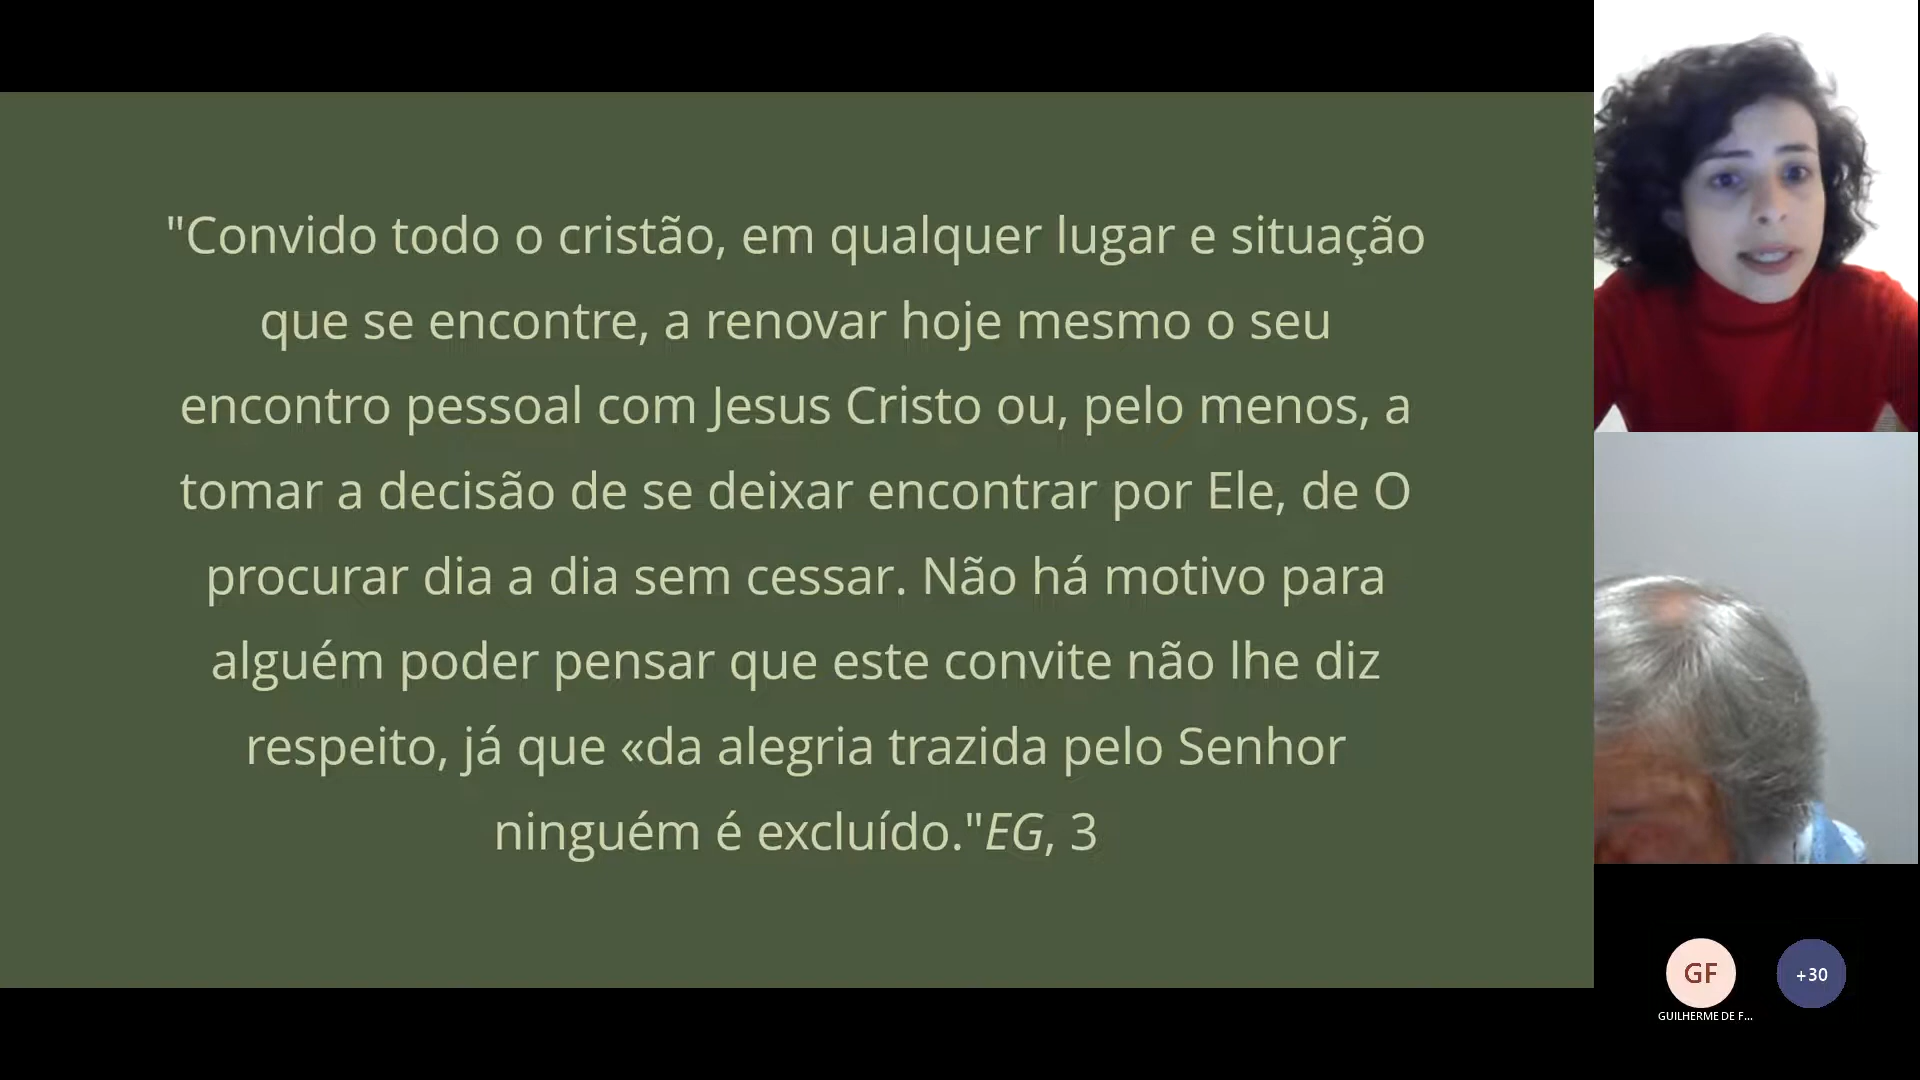 "Convido todo o cristão, em qualquer lugar e situação
que se encontre, a renovar hoje mesmo o seu
encontro pessoal com Jesus Cristo ou, pelo menos, a
tomar a decisão de se deixar encontrar por Ele, de O
procurar dia a dia sem cessar. Não há motivo para
alguém poder pensar que este convite não lhe diz
respeito, já que «da alegria trazida pelo Senhor
ninguém é excluído."EG, 3
GF
+30
GUILHERME DE F...